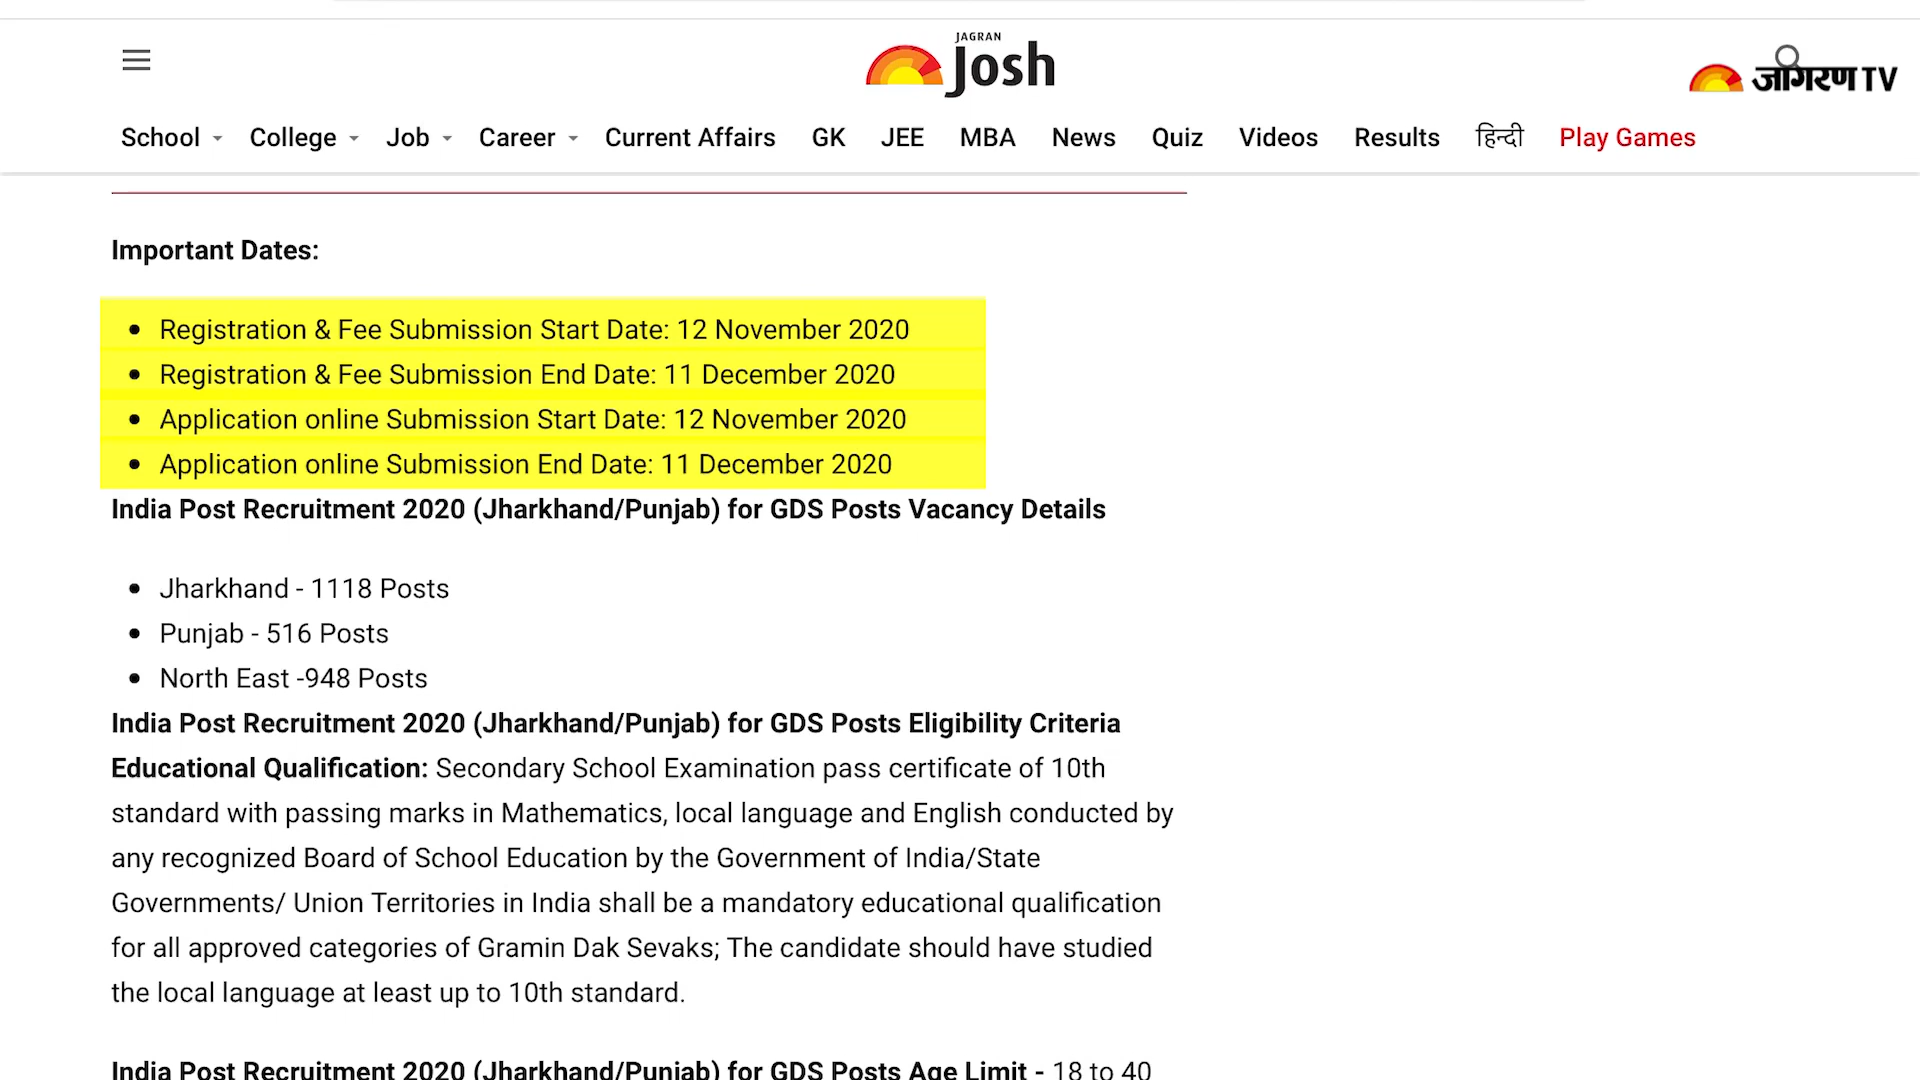 JAGRAN
Josh
जागरण TV
School College Job Career Current Affairs GK JEE MBA News Quiz Videos Results हिन्दी Play Games
Important Dates:
• Registration & Fee Submission Start Date: 12 November 2020
• Registration & Fee Submission End Date: 11 December 2020
• Application online Submission Start Date: 12 November 2020
• Application online Submission End Date: 11 December 2020
India Post Recruitment 2020 (Jharkhand/Punjab) for GDS Posts Vacancy Details
• Jharkhand - 1118 Posts
• Punjab - 516 Posts
• North East -948 Posts
India Post Recruitment 2020 (Jharkhand/Punjab) for GDS Posts Eligibility Criteria
Educational Qualification: Secondary School Examination pass certificate of 10th
standard with passing marks in Mathematics, local language and English conducted by
any recognized Board of School Education by the Government of India/State
Governments/ Union Territories in India shall be a mandatory educational qualification
for all approved categories of Gramin Dak Sevaks; The candidate should have studied
the local language at least up to 10th standard.
India Post Recruitment 2020 (Jharkhand/Punjab) for GDS Posts Age Limit - 18 to 40